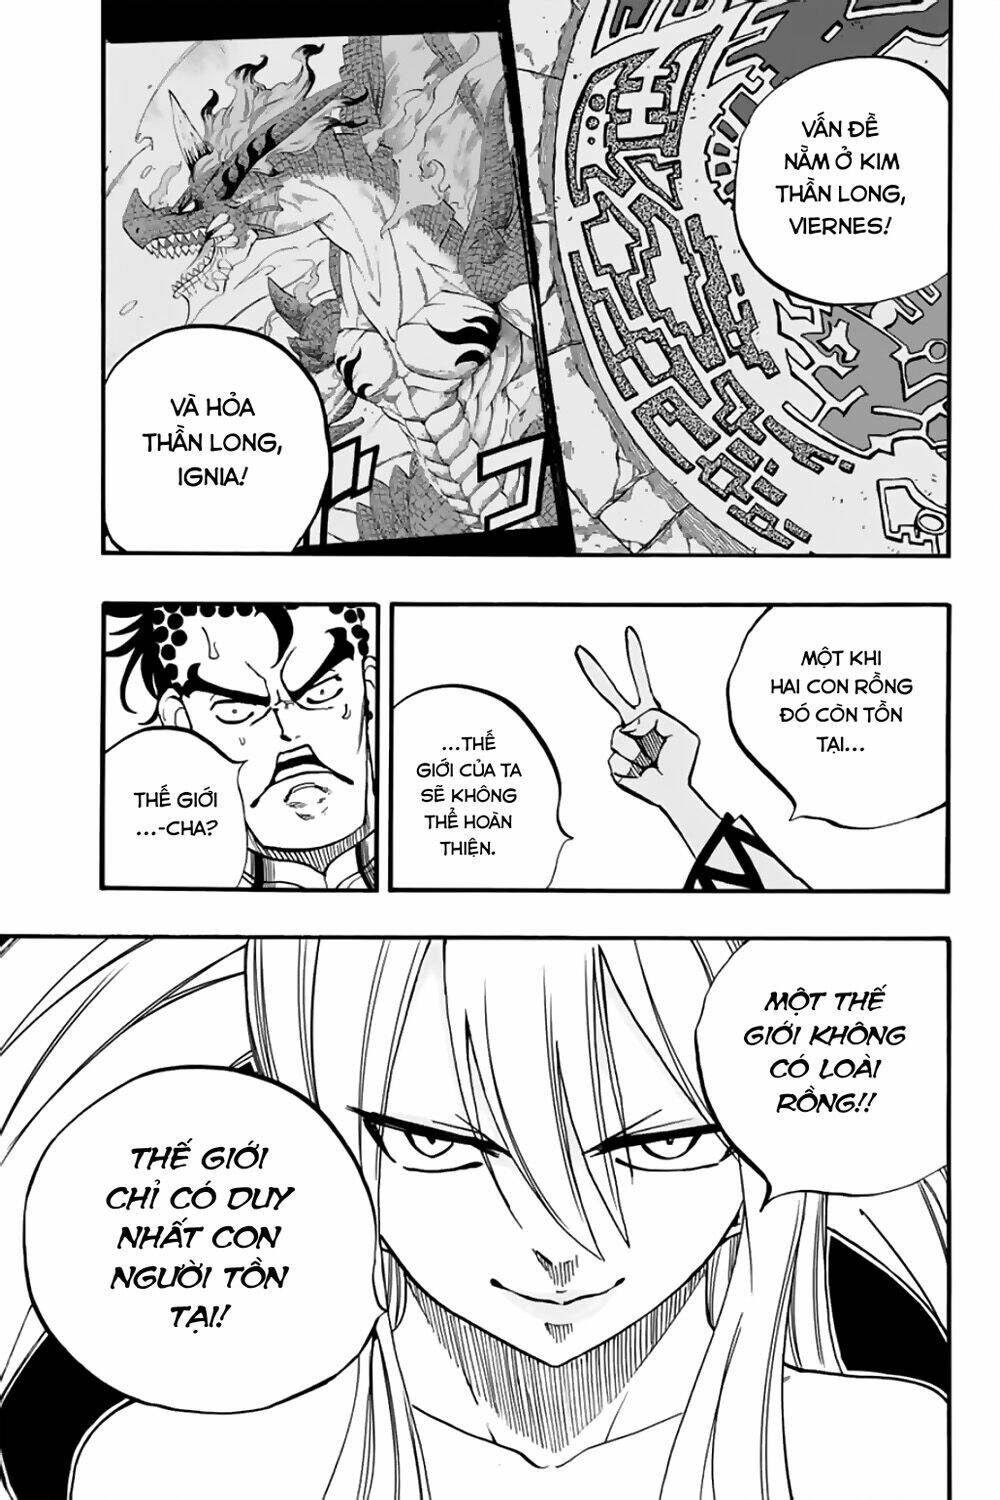 VẤN ĐỀ
NẰM Ở KIM
THẦN LONG,
VIERNES!
VÀ HỎA
THẦN LONG,
IGNIA!
MỘT KHI
HAI CON RỒNG
ĐÓ CÒN TỒN
TẠI...
...THẾ
GIỚI CỦA TA
SẼ KHÔNG
THỂ HOÀN
THIỆN.
THẾ GIỚI
...-CHA?
MỘT THẾ
GIỚI KHÔNG
CÓ LOÀI
RỒNG!!
THẾ GIỚI
CHỈ CÓ DUY
NHẤT CON
NGƯỜI TỒN
TẠI!